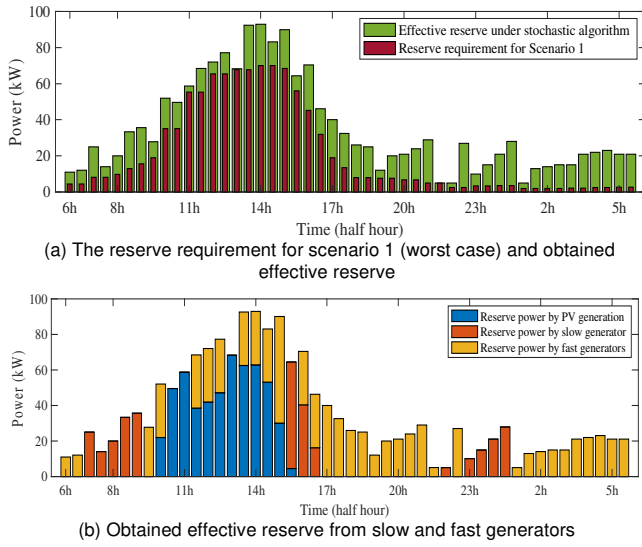 (a)
100
80
60
40
20
0
Power (kW)
Effective reserve under stochastic algorithm
Reserve requirement for Scenario 1
6h 8h 11h 14h 17h 20h 23h 2h 5h
Time (half hour)
(a) The reserve requirement for scenario 1 (worst case) and obtained
effective reserve
(b)
100
80
60
40
20
0
Power (kW)
Reserve power by PV generation
Reserve power by slow generator
Reserve power by fast generators
6h 8h 11h 14h 17h 20h 23h 2h 5h
Time (half hour)
(b) Obtained effective reserve from slow and fast generators